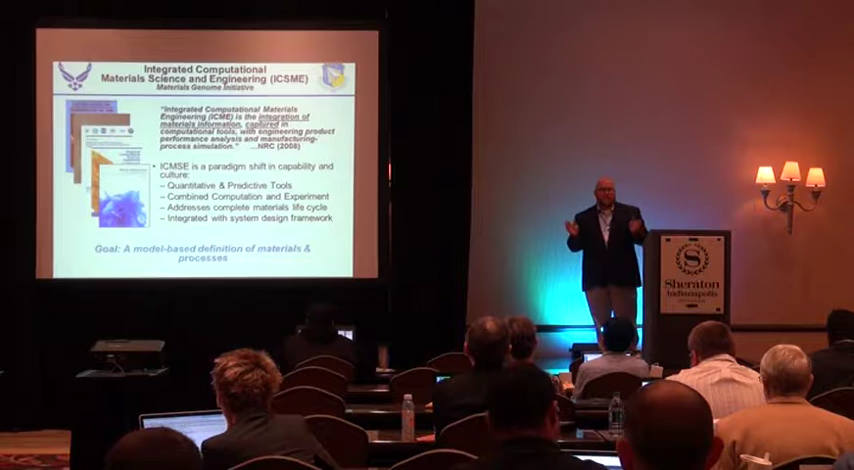 Integrated Computational
Materials Science and Engineering (ICSME)
Materials Genome Initiative
"Integrated Computational Materials
Engineering (ICME) is the integration of
materials information, captured in
computational tools, with engineering product
performance analysis and manufacturing-
process simulation." ...NRC (2008)
• ICMSE is a paradigm shift in capability and
culture:
– Quantitative & Predictive Tools
– Combined Computation and Experiment
– Addresses complete materials life cycle
– Integrated with system design framework
Goal: A model-based definition of materials &
processes
S
Sheraton
Indianapolis